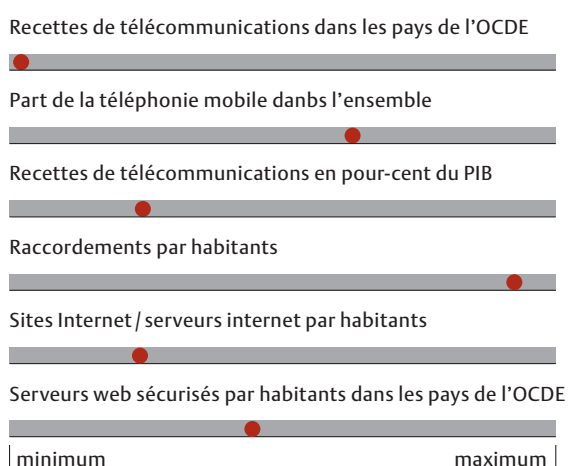 Recettes de télécommunications dans les pays de l’OCDE
Part de la téléphonie mobile danbs l’ensemble
Recettes de télécommunications en pour-cent du PIB
Raccordements par habitants
Sites Internet / serveurs internet par habitants
Serveurs web sécurisés par habitants dans les pays de l’OCDE
minimum maximum